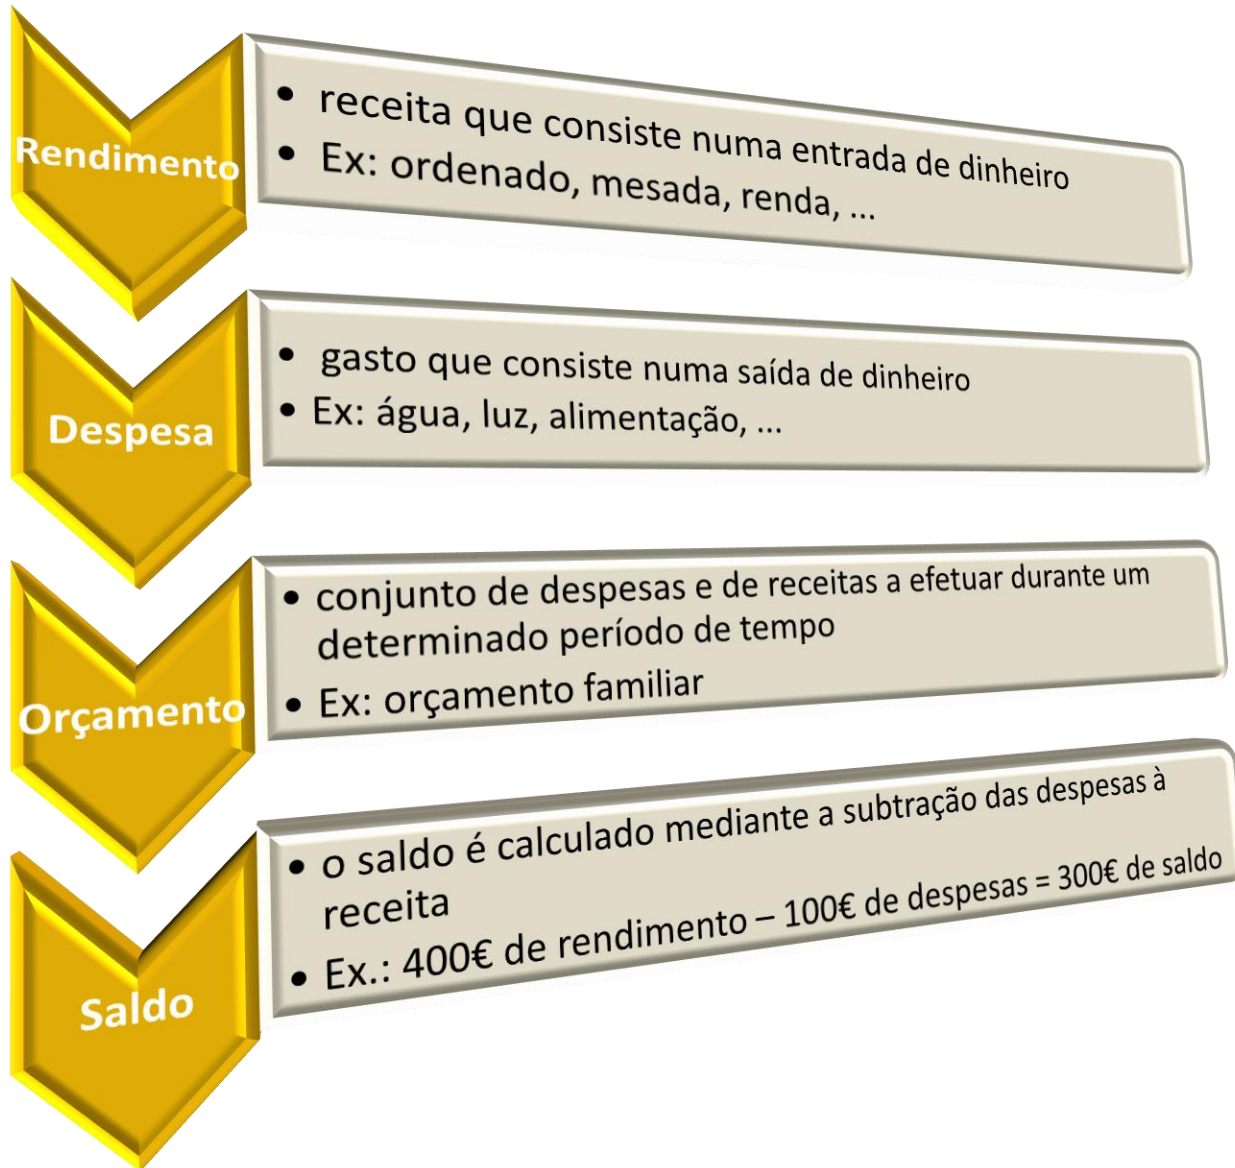 Rendimento
• receita que consiste numa entrada de dinheiro
• Ex: ordenado, mesada, renda, ...
Despesa
• gasto que consiste numa saída de dinheiro
• Ex: água, luz, alimentação, ...
Orçamento
• conjunto de despesas e de receitas a efetuar durante um
determinado período de tempo
• Ex: orçamento familiar
Saldo
• o saldo é calculado mediante a subtração das despesas à
receita
• Ex.: 400€ de rendimento – 100€ de despesas = 300€ de saldo